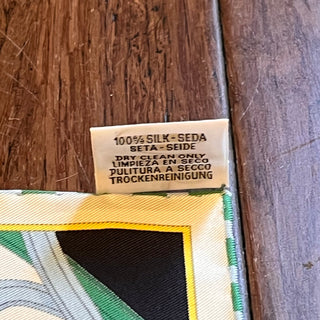 100% SILK-SEDA
SETA-SEIDE
DRY CLEAN ONLY
LIMPIEZA EN SECO
PULITURA A SECCO
TROCKENREINIGUNG